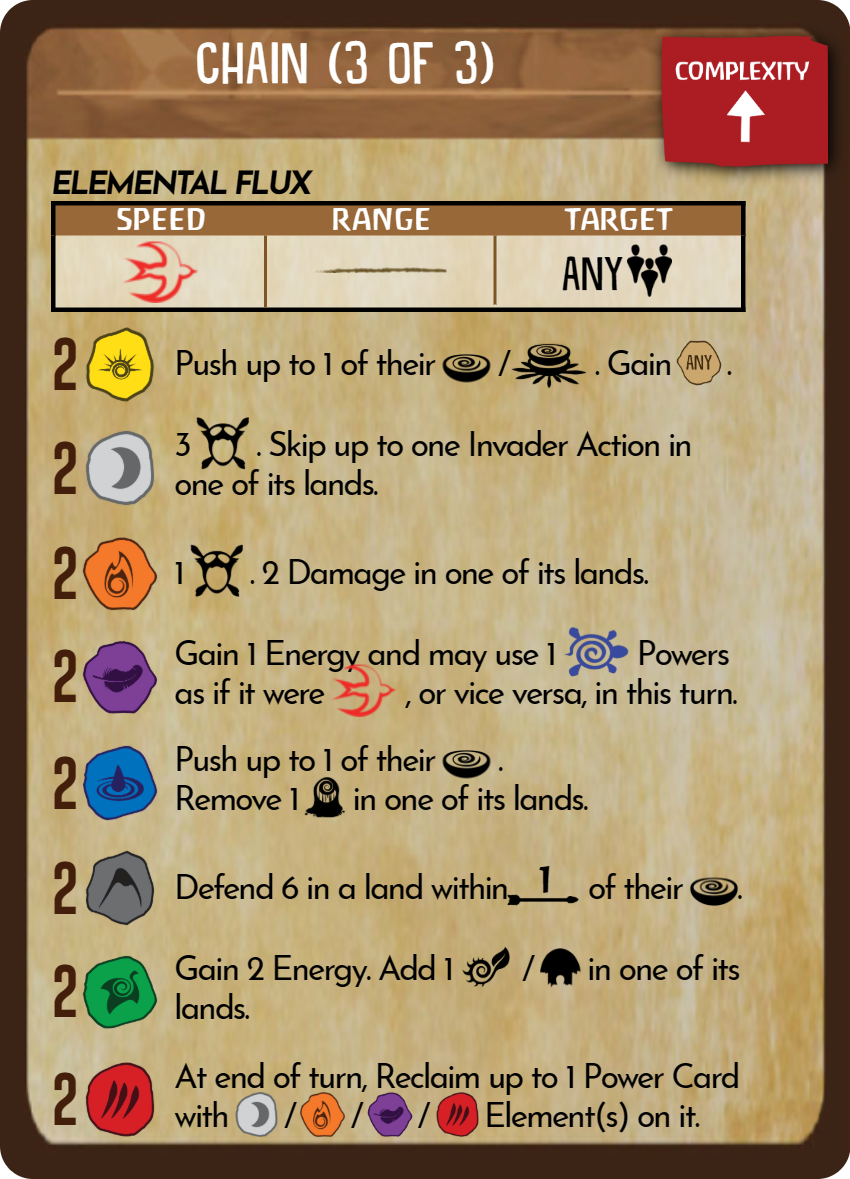 CHAIN (3 OF 3)
COMPLEXITY
ELEMENTAL FLUX
SPEED RANGE TARGET
ANY
2 Push up to 1 of their / . Gain ANY .
2 3 . Skip up to one Invader Action in
one of its lands.
2 1 . 2 Damage in one of its lands.
2 Gain 1 Energy and may use 1 Powers
as if it were , or vice versa, in this turn.
2 Push up to 1 of their .
Remove 1 in one of its lands.
2 Defend 6 in a land within 1 of their .
2 Gain 2 Energy. Add 1 / in one of its
lands.
2 At end of turn, Reclaim up to 1 Power Card
with / / / Element(s) on it.